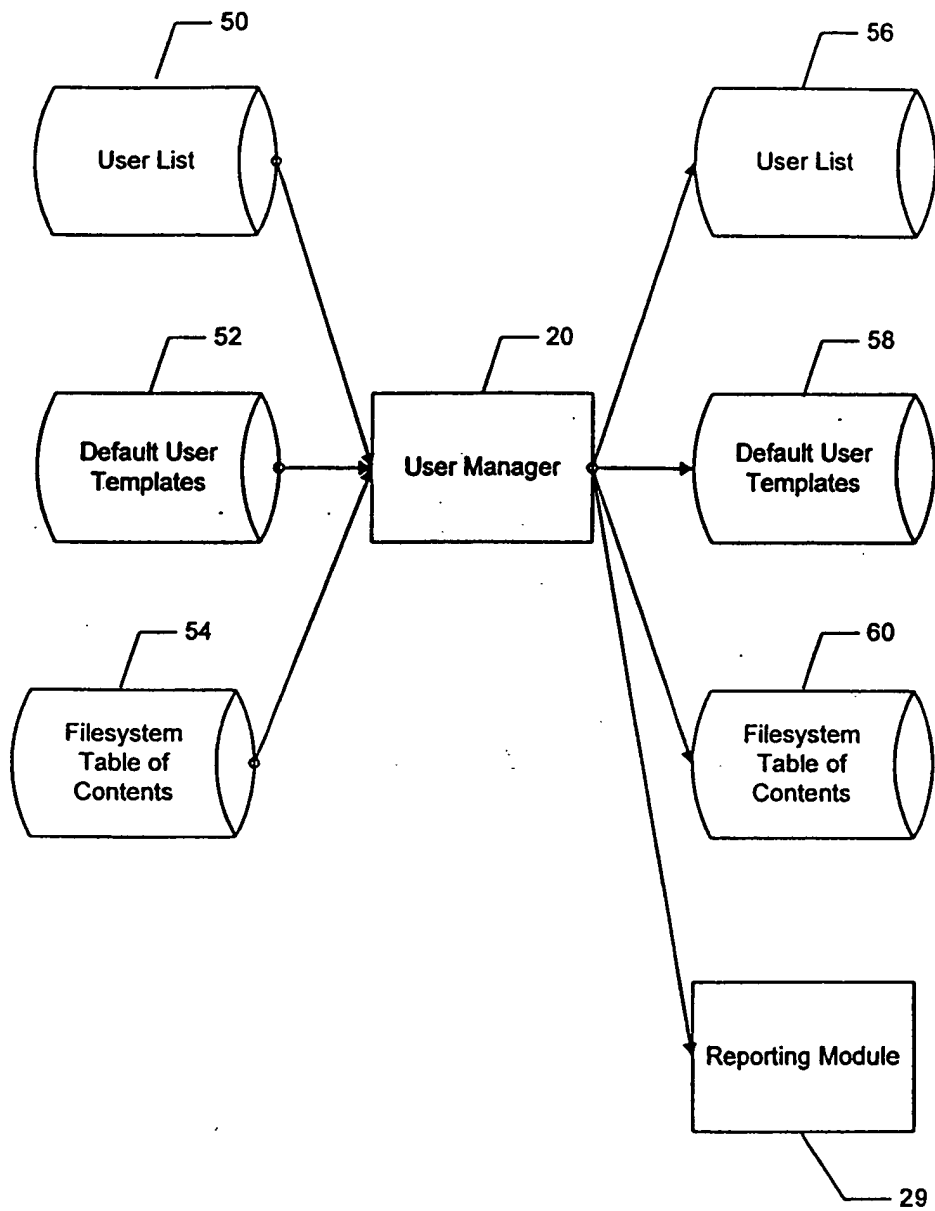 50
56
User List
User List
52
20
58
Default User
Templates
User Manager
Default User
Templates
54
60
Filesystem
Table of
Contents
Filesystem
Table of
Contents
Reporting Module
29